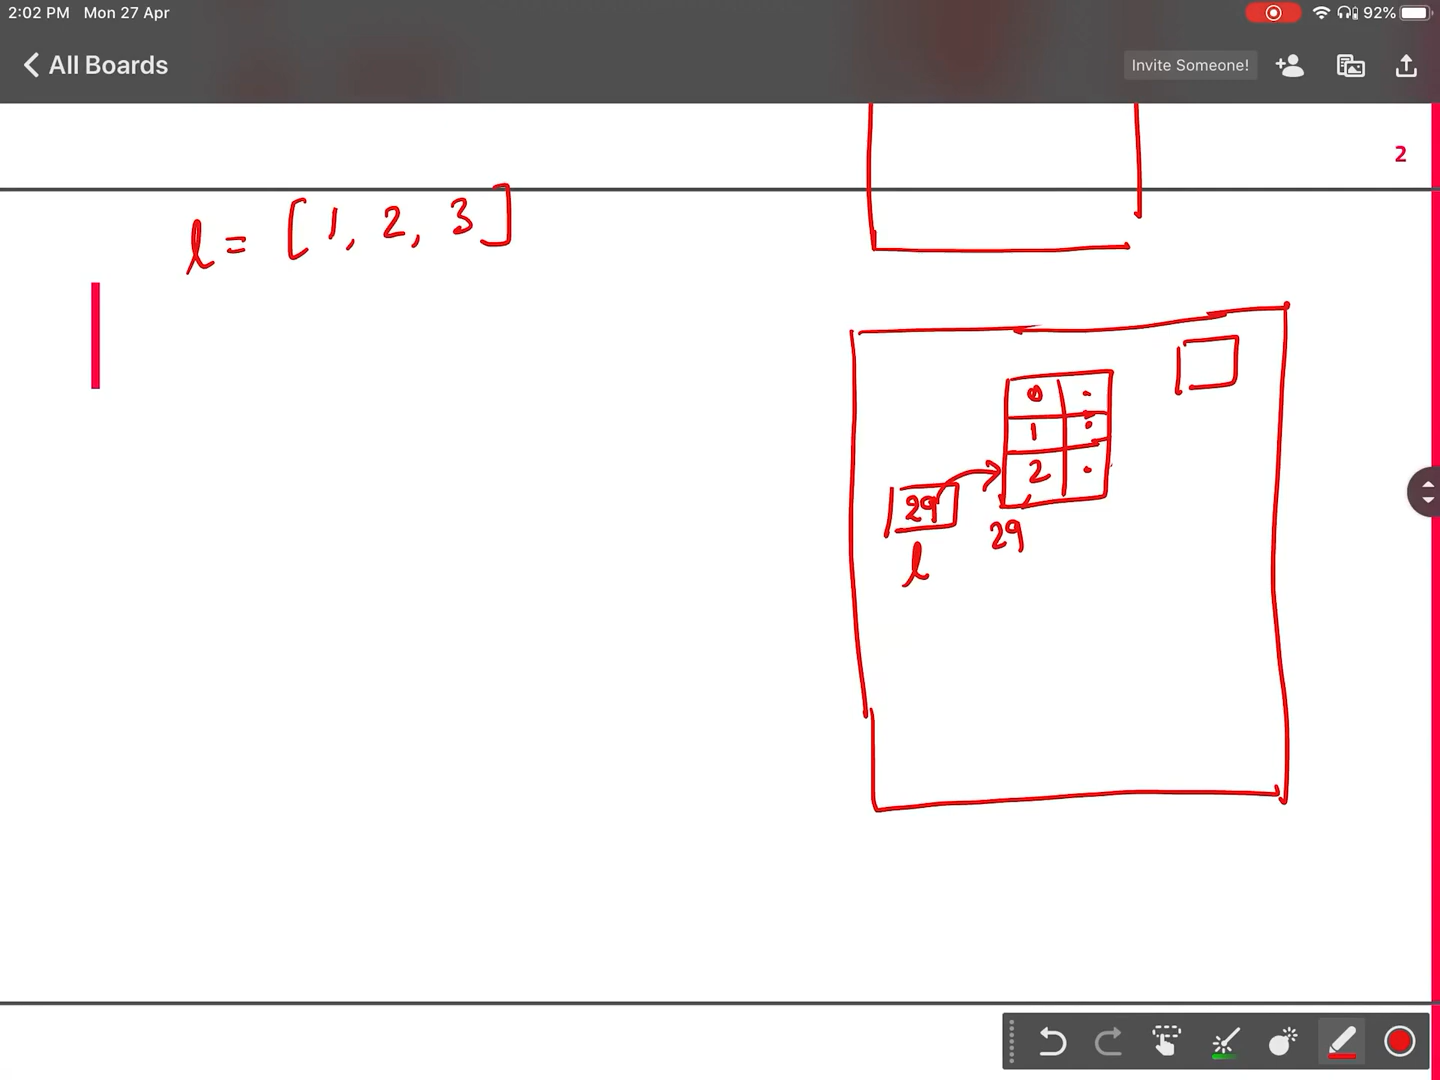 2:02 PM Mon 27 Apr
92%
All Boards
Invite Someone!
2
l = [1, 2, 3]
0
1
2
29
29
l